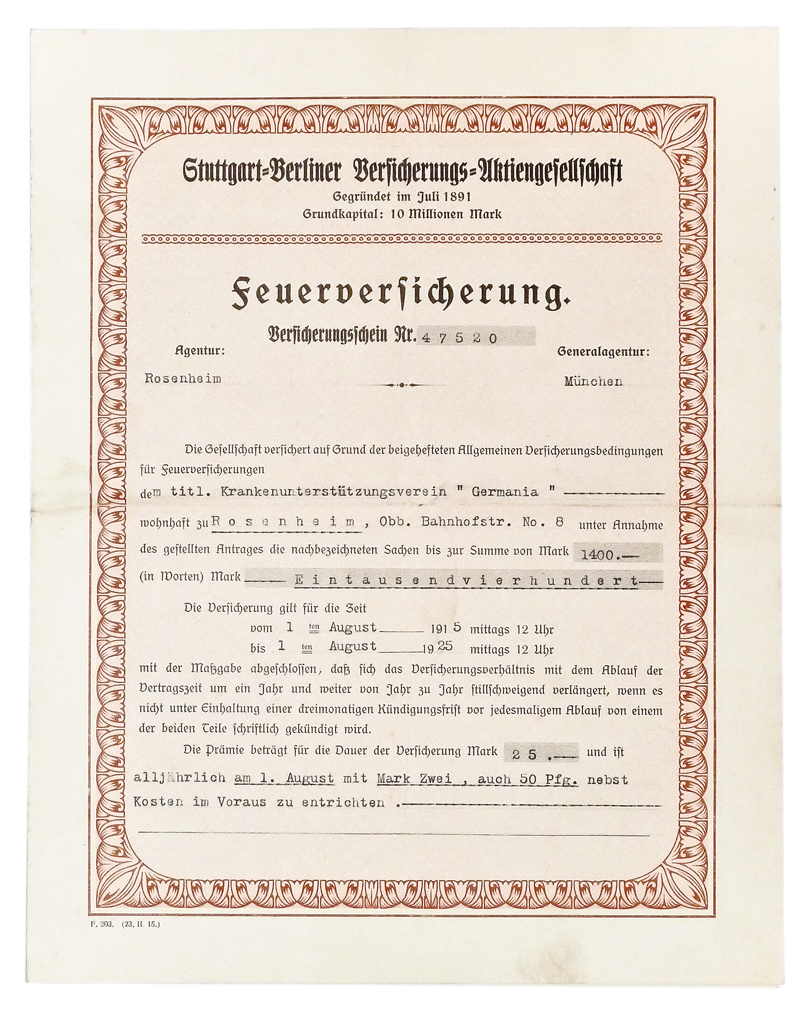 Stuttgart-Berliner Versicherungs-Aktiengesellschaft
Gegründet im Juli 1891
Grundkapital: 10 Millionen Mark
Feuerversicherung.
Versicherungsschein Nr. 47520
Agentur:
Generalagentur:
Rosenheim
München
Die Gesellschaft versichert auf Grund der beigehefteten Allgemeinen Versicherungsbedingungen
für Feuerversicherungen
dem titl. Krankenunterstützungsverein " Germania "
wohnhaft zu Rosenheim, Obb. Bahnhofstr. No. 8 unter Annahme
des gestellten Antrages die nachbezeichneten Sachen bis zur Summe von Mark 1400.—
(in Worten) Mark Eintausendvierhundert
Die Versicherung gilt für die Zeit
vom 1 ten August 1915 mittags 12 Uhr
bis 1 ten August 1925 mittags 12 Uhr
mit der Maßgabe abgeschlossen, daß sich das Versicherungsverhältnis mit dem Ablauf der
Vertragszeit um ein Jahr und weiter von Jahr zu Jahr stillschweigend verlängert, wenn es
nicht unter Einhaltung einer dreimonatigen Kündigungsfrist vor jedesmaligem Ablauf von einem
der beiden Teile schriftlich gekündigt wird.
Die Prämie beträgt für die Dauer der Versicherung Mark 25.— und ist
alljährlich am 1. August mit Mark Zwei , auch 50 Pfg. nebst
Kosten im Voraus zu entrichten .
F. 203. (23. II. 15.)